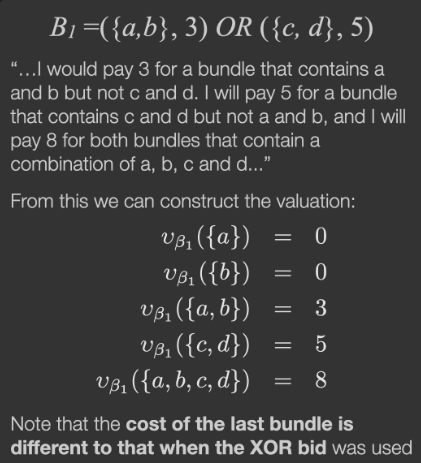 B₁ =({a,b}, 3) OR ({c, d}, 5)
“...I would pay 3 for a bundle that contains a
and b but not c and d. I will pay 5 for a bundle
that contains c and d but not a and b, and I will
pay 8 for both bundles that contain a
combination of a, b, c and d...”
From this we can construct the valuation:
v_{β₁}({a}) = 0
v_{β₁}({b}) = 0
v_{β₁}({a, b}) = 3
v_{β₁}({c, d}) = 5
v_{β₁}({a, b, c, d}) = 8
Note that the cost of the last bundle is
different to that when the XOR bid was used